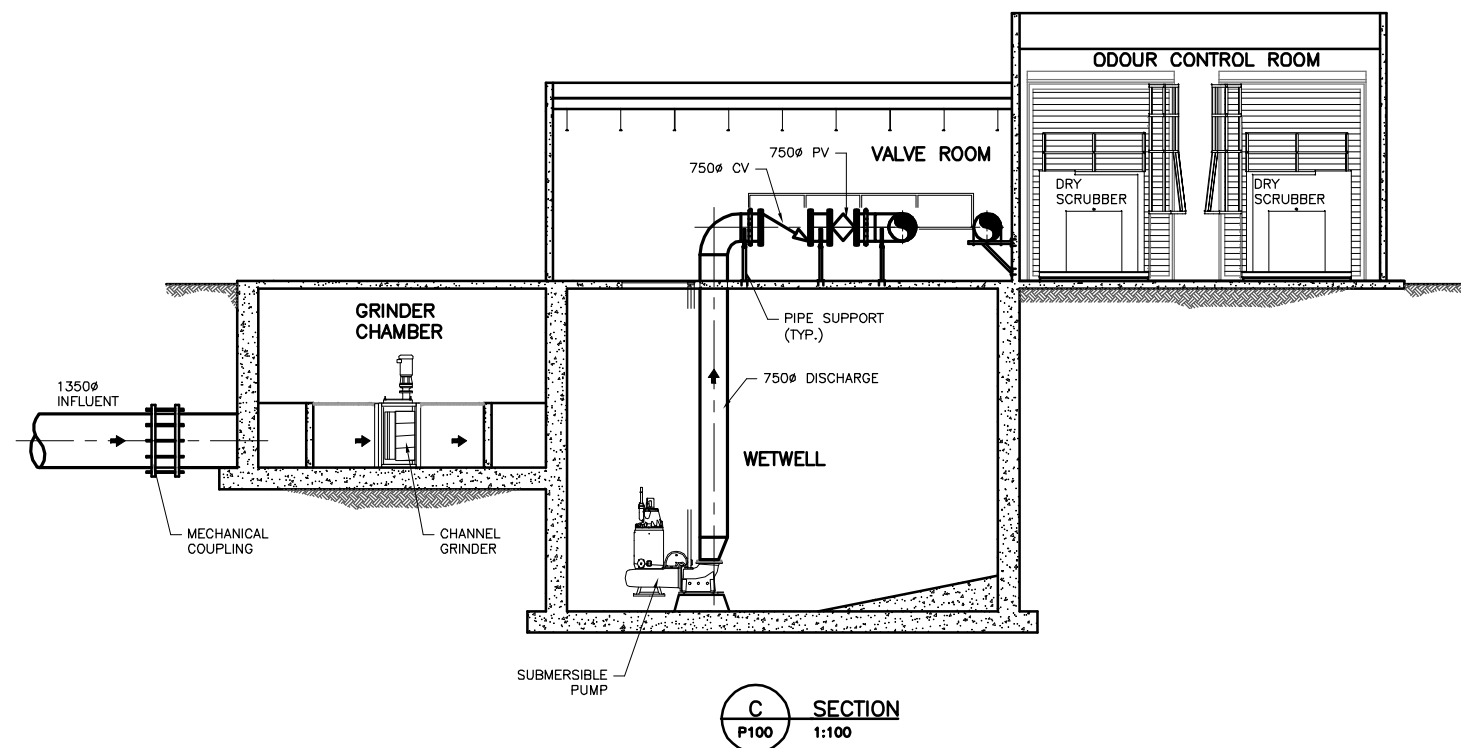 ODOUR CONTROL ROOM
VALVE ROOM
750ø PV
750ø CV
DRY
SCRUBBER
DRY
SCRUBBER
GRINDER
CHAMBER
PIPE SUPPORT
(TYP.)
1350ø
INFLUENT
750ø DISCHARGE
WETWELL
MECHANICAL
COUPLING
CHANNEL
GRINDER
SUBMERSIBLE
PUMP
C
P100
SECTION
1:100